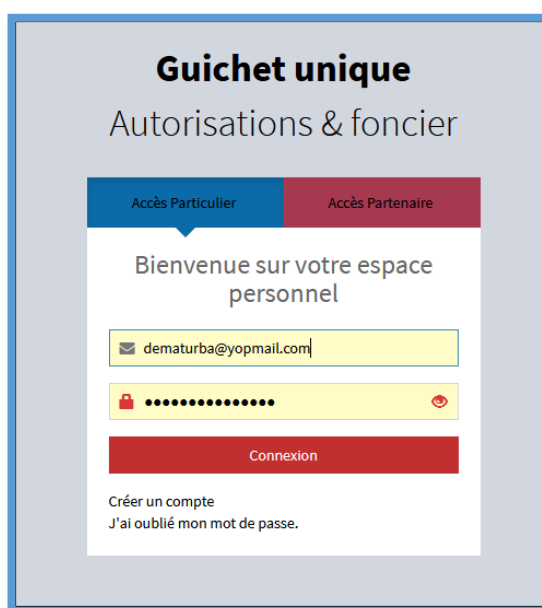 Guichet unique
Autorisations & foncier
Accès Particulier
Accès Partenaire
Bienvenue sur votre espace
personnel
dematurba@yopmail.com
•••••••••••••••
Connexion
Créer un compte
J'ai oublié mon mot de passe.